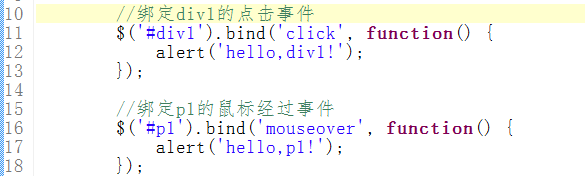 10 //绑定div1的点击事件
11 $('#div1').bind('click', function() {
12 alert('hello,div1!');
13 });
14
15 //绑定p1的鼠标经过事件
16 $('#p1').bind('mouseover', function() {
17 alert('hello,p1!');
18 });